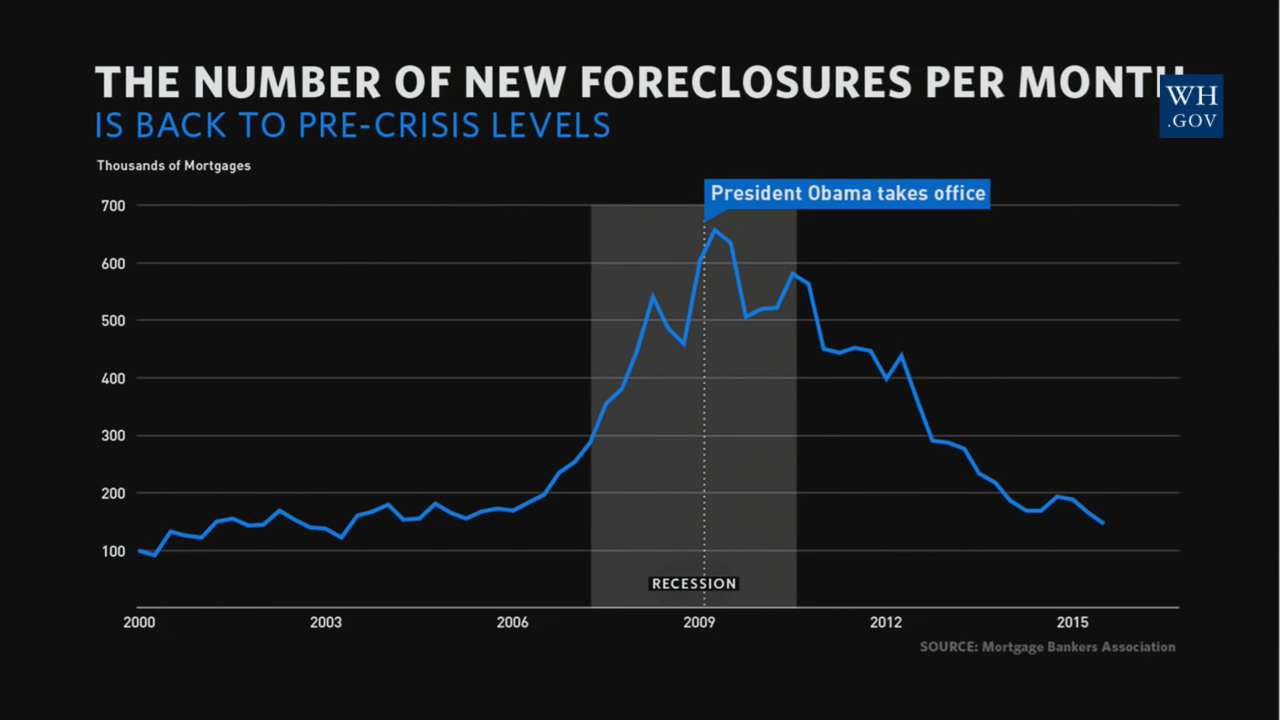 THE NUMBER OF NEW FORECLOSURES PER MONTH
IS BACK TO PRE-CRISIS LEVELS
WH
.GOV
Thousands of Mortgages
President Obama takes office
700
600
500
400
300
200
100
RECESSION
2000 2003 2006 2009 2012 2015
SOURCE: Mortgage Bankers Association